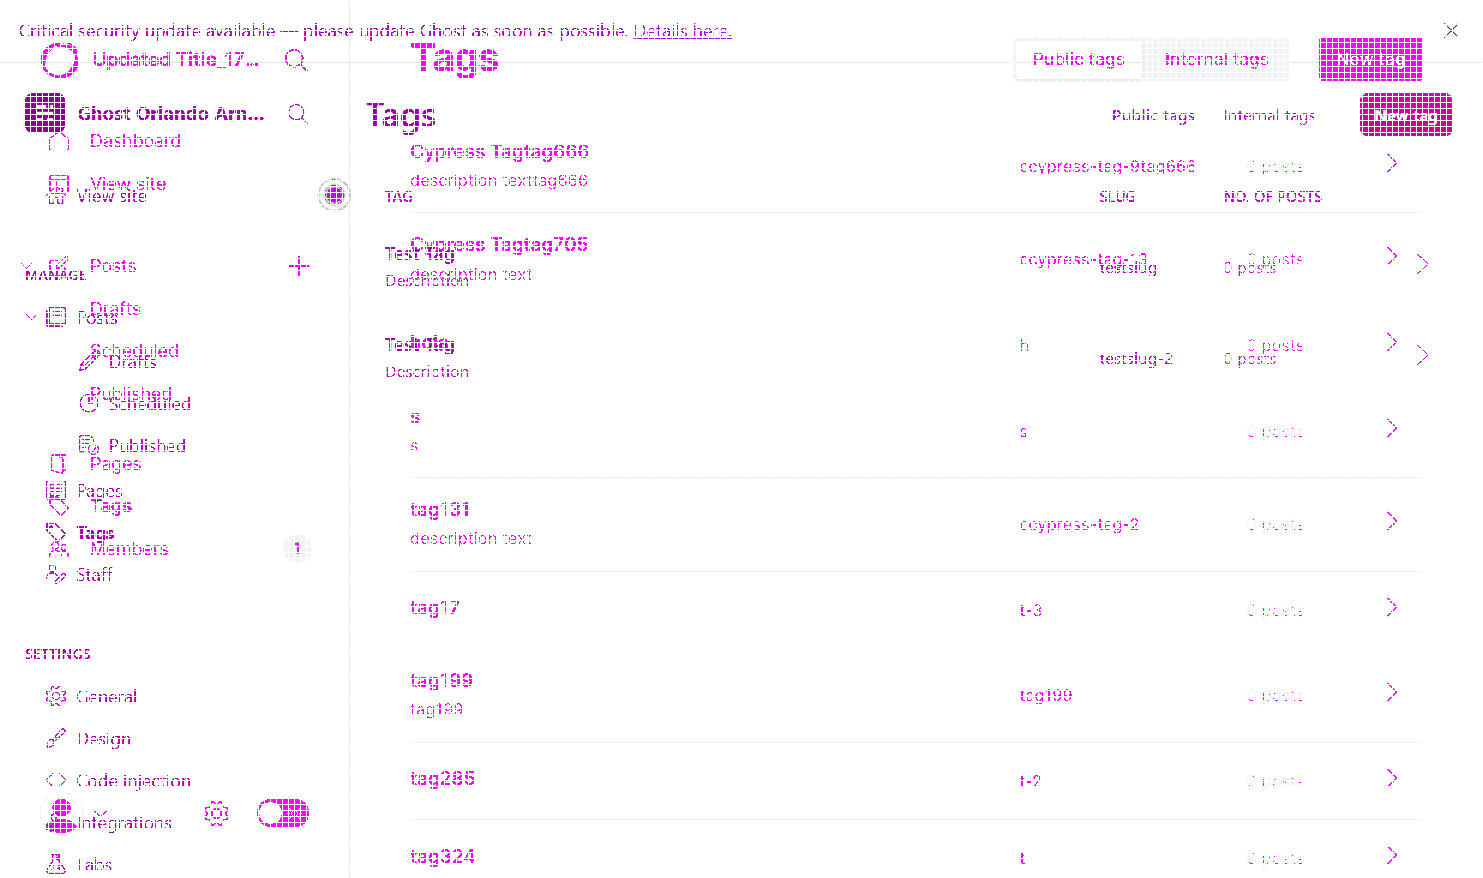 Critical security update available — please update Ghost as soon as possible. Details here.
Updated Title_17...
Tags
Public tags
Internal tags
New tag
Ghost Orlando Arn...
Tags
Public tags
Internal tags
New tag
Dashboard
View site
View site
Cypress Tagtag666
description texttag666
cypress-tag-9tag666
0 posts
TAG
SLUG
NO. OF POSTS
Posts
MANAGE
Cypress Tagtag706
description text
0 posts
Test Tag
Description
testslug
0 posts
Drafts
Posts
Scheduled
Drafts
Test Tag
Description
h
0 posts
testslug-2
0 posts
Published
Scheduled
Published
s
s
s
0 posts
Pages
Pages
Tags
Tags
Members
1
Staff
tag131
description text
cypress-tag-2
0 posts
tag17
t-3
0 posts
SETTINGS
General
tag199
tag199
tag199
0 posts
Design
Code injection
tag286
t-2
0 posts
Integrations
Labs
tag324
t
0 posts